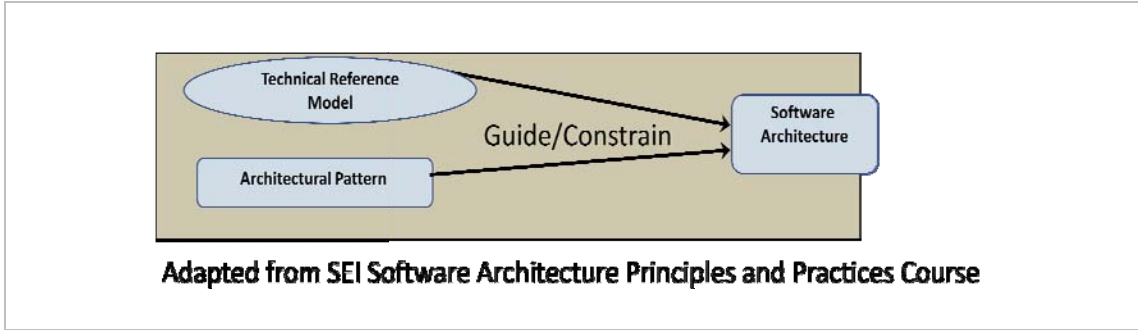 Technical Reference
Model
Software
Architecture
Guide/Constrain
Architectural Pattern
Adapted from SEI Software Architecture Principles and Practices Course